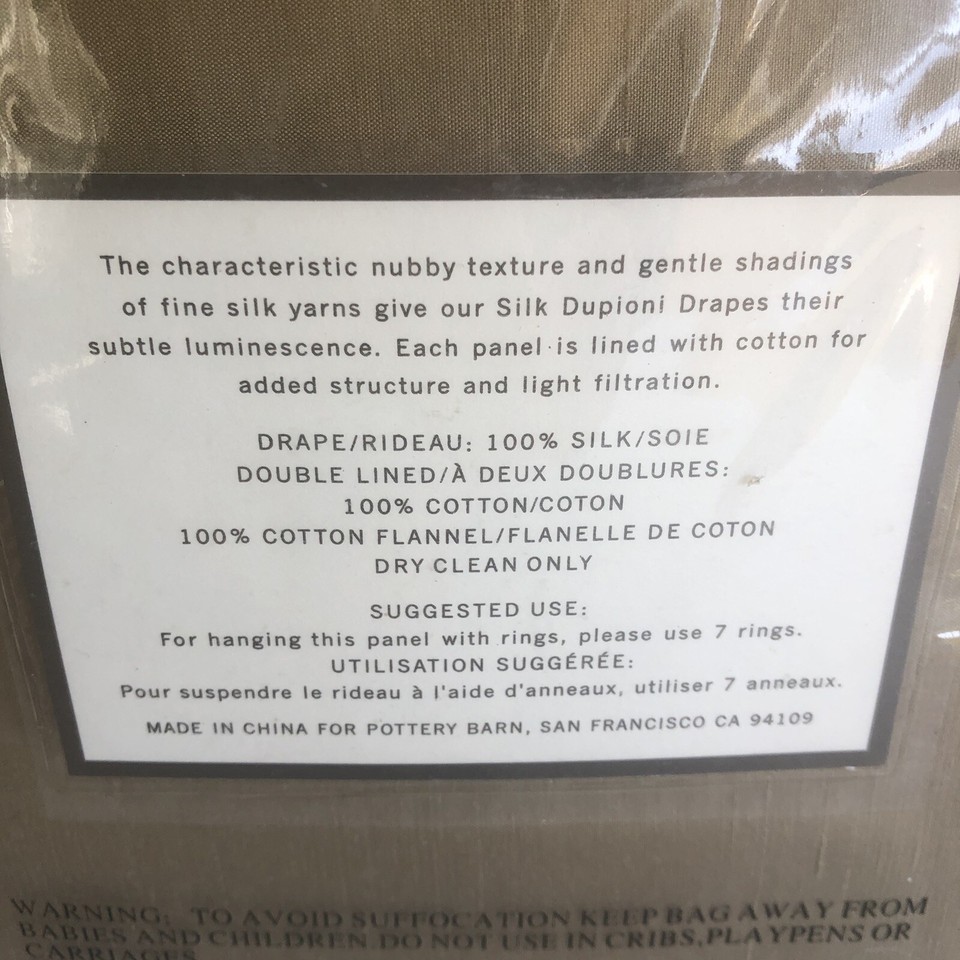 The characteristic nubby texture and gentle shadings
of fine silk yarns give our Silk Dupioni Drapes their
subtle luminescence. Each panel is lined with cotton for
added structure and light filtration.
DRAPE/RIDEAU: 100% SILK/SOIE
DOUBLE LINED/À DEUX DOUBLURES:
100% COTTON/COTON
100% COTTON FLANNEL/FLANELLE DE COTON
DRY CLEAN ONLY
SUGGESTED USE:
For hanging this panel with rings, please use 7 rings.
UTILISATION SUGGÉRÉE:
Pour suspendre le rideau à l'aide d'anneaux, utiliser 7 anneaux.
MADE IN CHINA FOR POTTERY BARN, SAN FRANCISCO CA 94109
WARNING: TO AVOID SUFFOCATION KEEP BAG AWAY FROM
BABIES AND CHILDREN DO NOT USE IN CRIBS, PLAYPENS OR
CARRIAGES